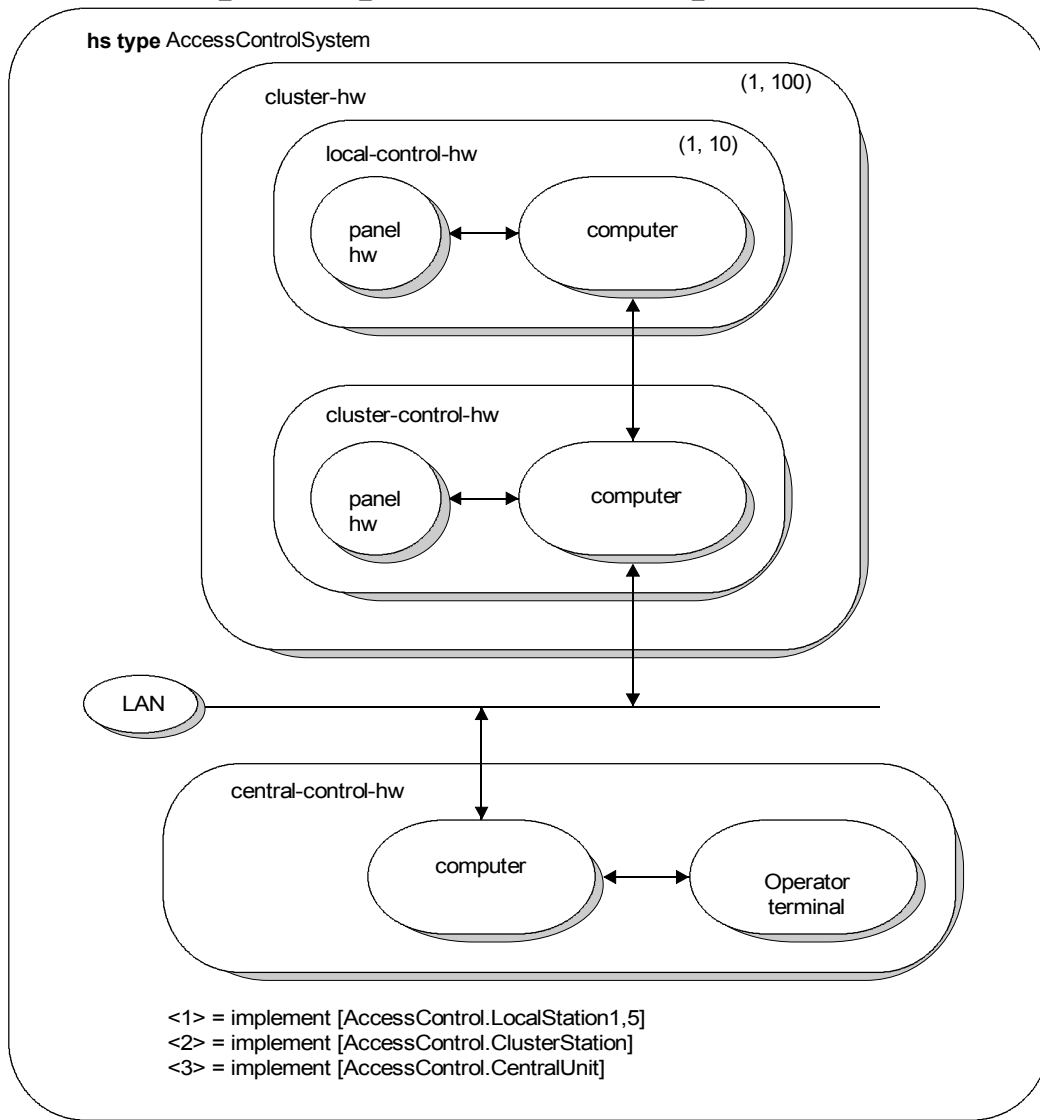 hs type AccessControlSystem
(1, 100)
cluster-hw
(1, 10)
local-control-hw
panel
hw
computer
cluster-control-hw
panel
hw
computer
LAN
central-control-hw
computer
Operator
terminal
<1> = implement [AccessControl.LocalStation1,5]
<2> = implement [AccessControl.ClusterStation]
<3> = implement [AccessControl.CentralUnit]